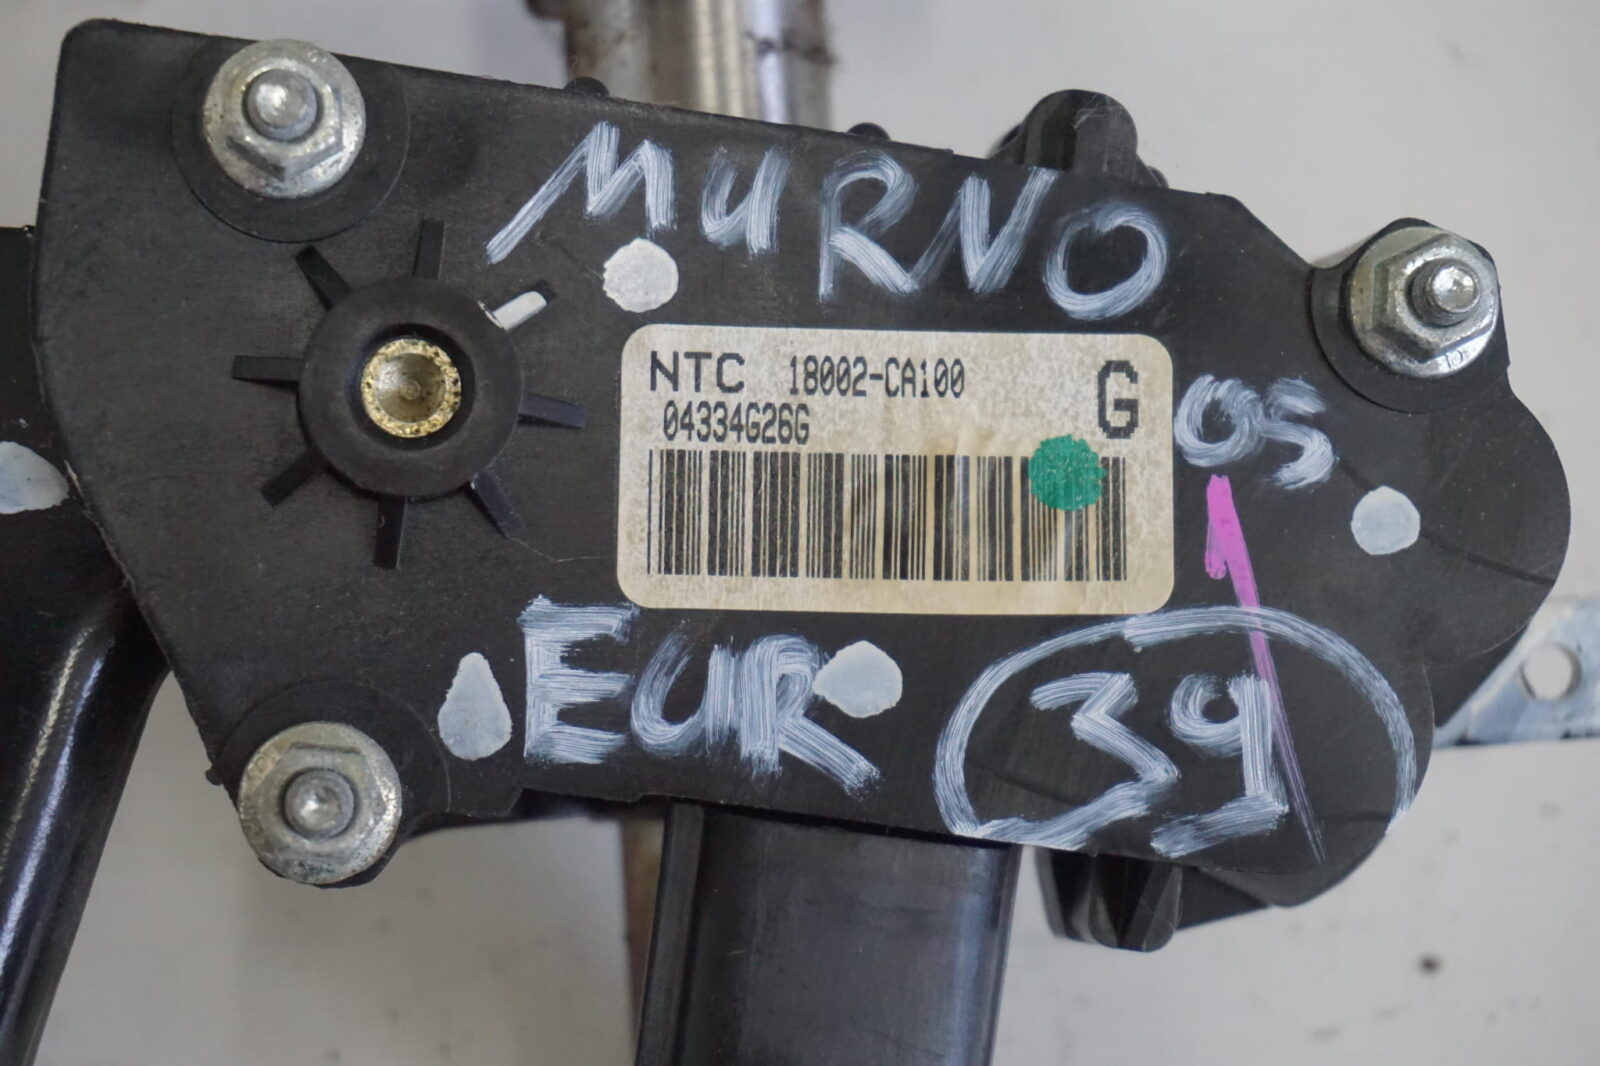 MURNO
NTC 18002-CA100 G
04334G26G
05
EUR
39